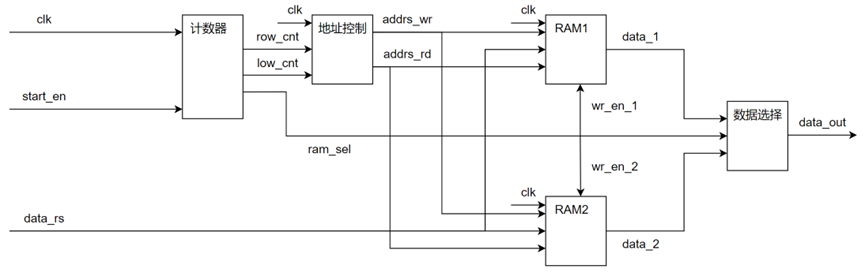 clk
start_en
data_rs
计数器
row_cnt
low_cnt
ram_sel
clk
地址控制
addrs_wr
addrs_rd
clk
RAM1
data_1
wr_en_1
wr_en_2
clk
RAM2
data_2
数据选择
data_out